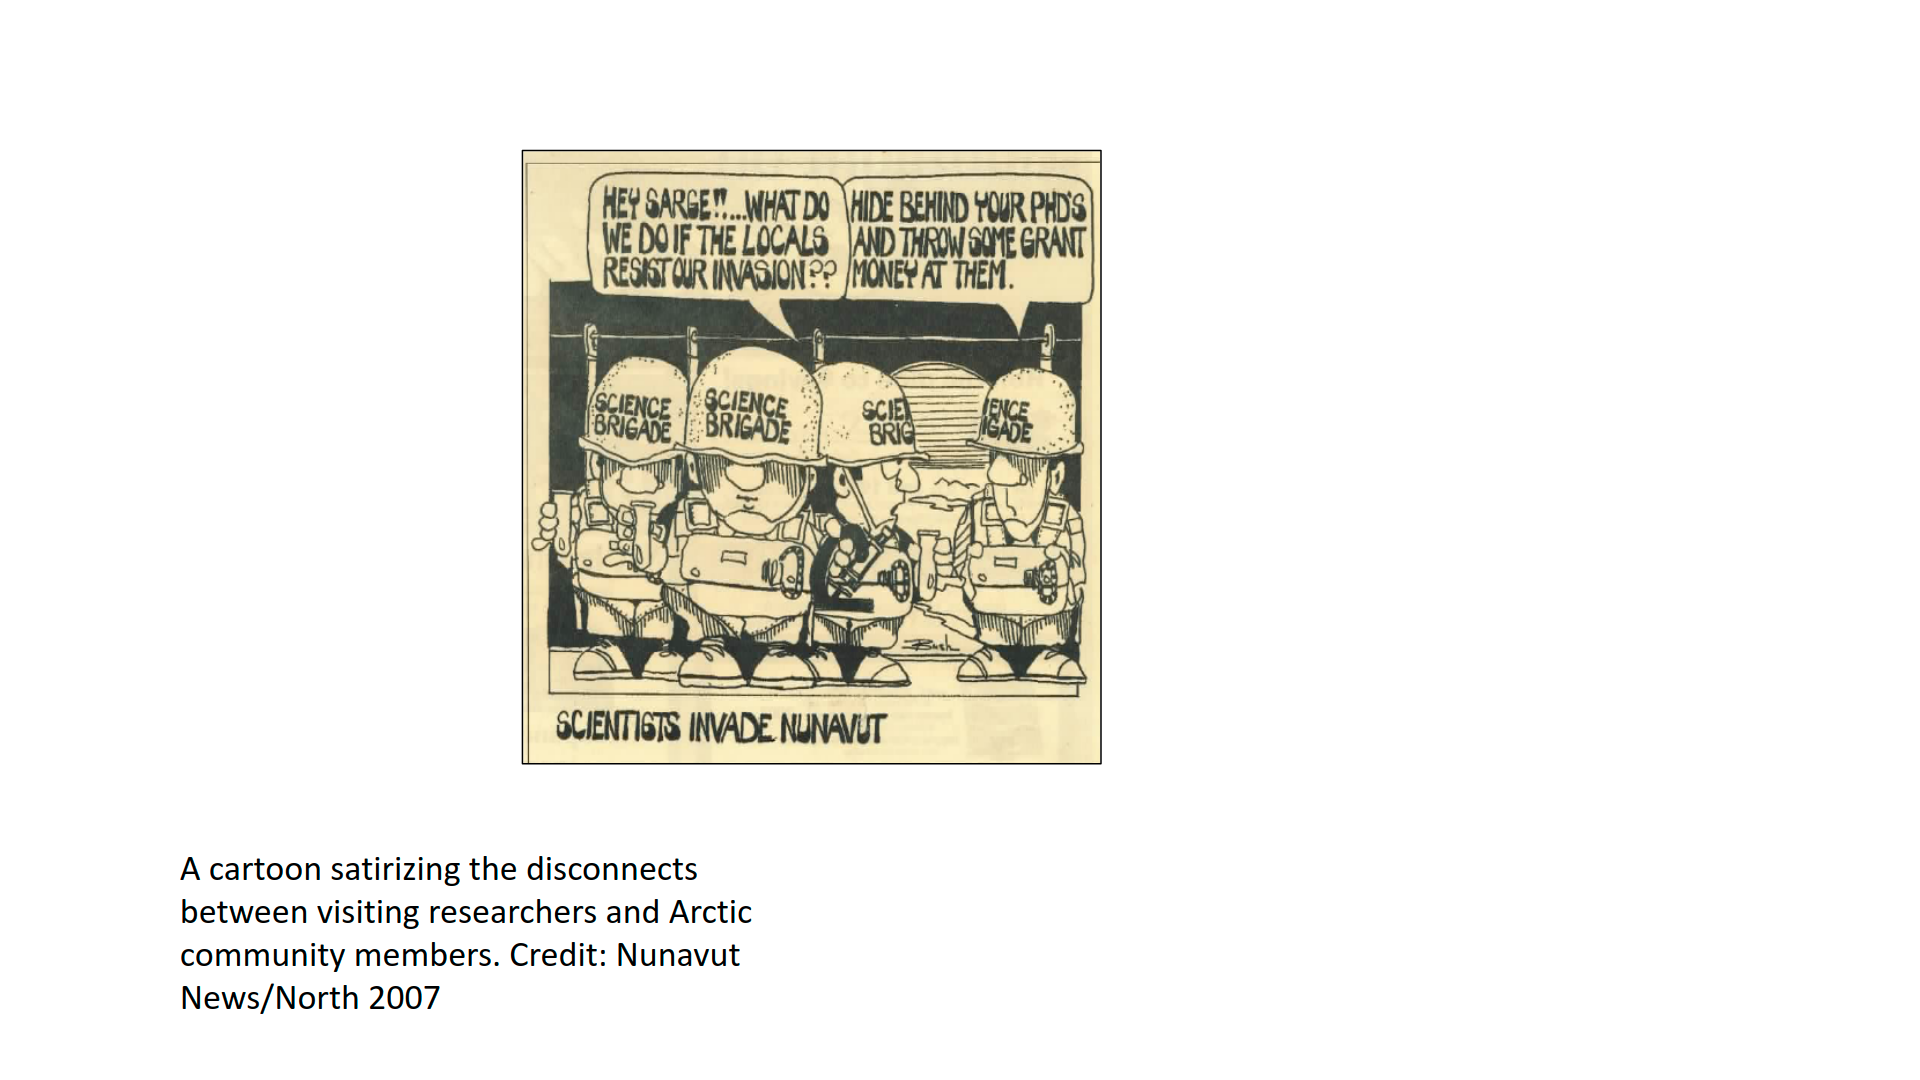 HEY SARGE!!...WHAT DO
WE DO IF THE LOCALS
RESIST OUR INVASION??
HIDE BEHIND YOUR PHD'S
AND THROW SOME GRANT
MONEY AT THEM.
SCIENCE
BRIGADE
SCIENCE
BRIGADE
SCIE
BRIG
ENCE
IGADE
Bush
SCIENTISTS INVADE NUNAVUT
A cartoon satirizing the disconnects
between visiting researchers and Arctic
community members. Credit: Nunavut
News/North 2007